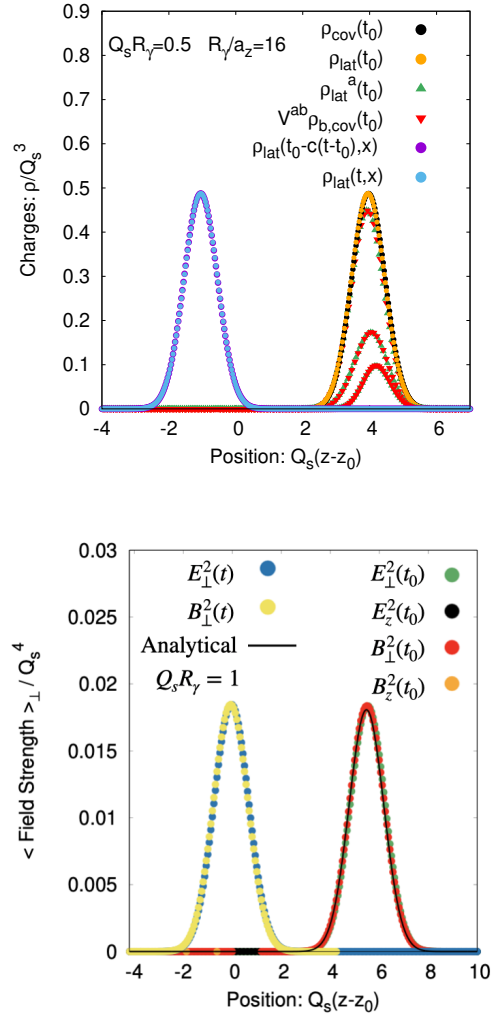 0.9
0.8
0.7
0.6
0.5
0.4
0.3
0.2
0.1
0
Charges: ρ/Q_s^3
Q_sR_γ=0.5 R_γ/a_z=16
ρ_cov(t_0)
ρ_lat(t_0)
ρ_lat^a(t_0)
V^ab ρ_b,cov(t_0)
ρ_lat(t_0-c(t-t_0),x)
ρ_lat(t,x)
-4 -2 0 2 4 6
Position: Q_s(z-z_0)
0.03
0.025
0.02
0.015
0.01
0.005
0
< Field Strength >_⊥ / Q_s^4
E_⊥^2(t)
B_⊥^2(t)
Analytical
Q_sR_γ = 1
E_⊥^2(t_0)
E_z^2(t_0)
B_⊥^2(t_0)
B_z^2(t_0)
-4 -2 0 2 4 6 8 10
Position: Q_s(z-z_0)